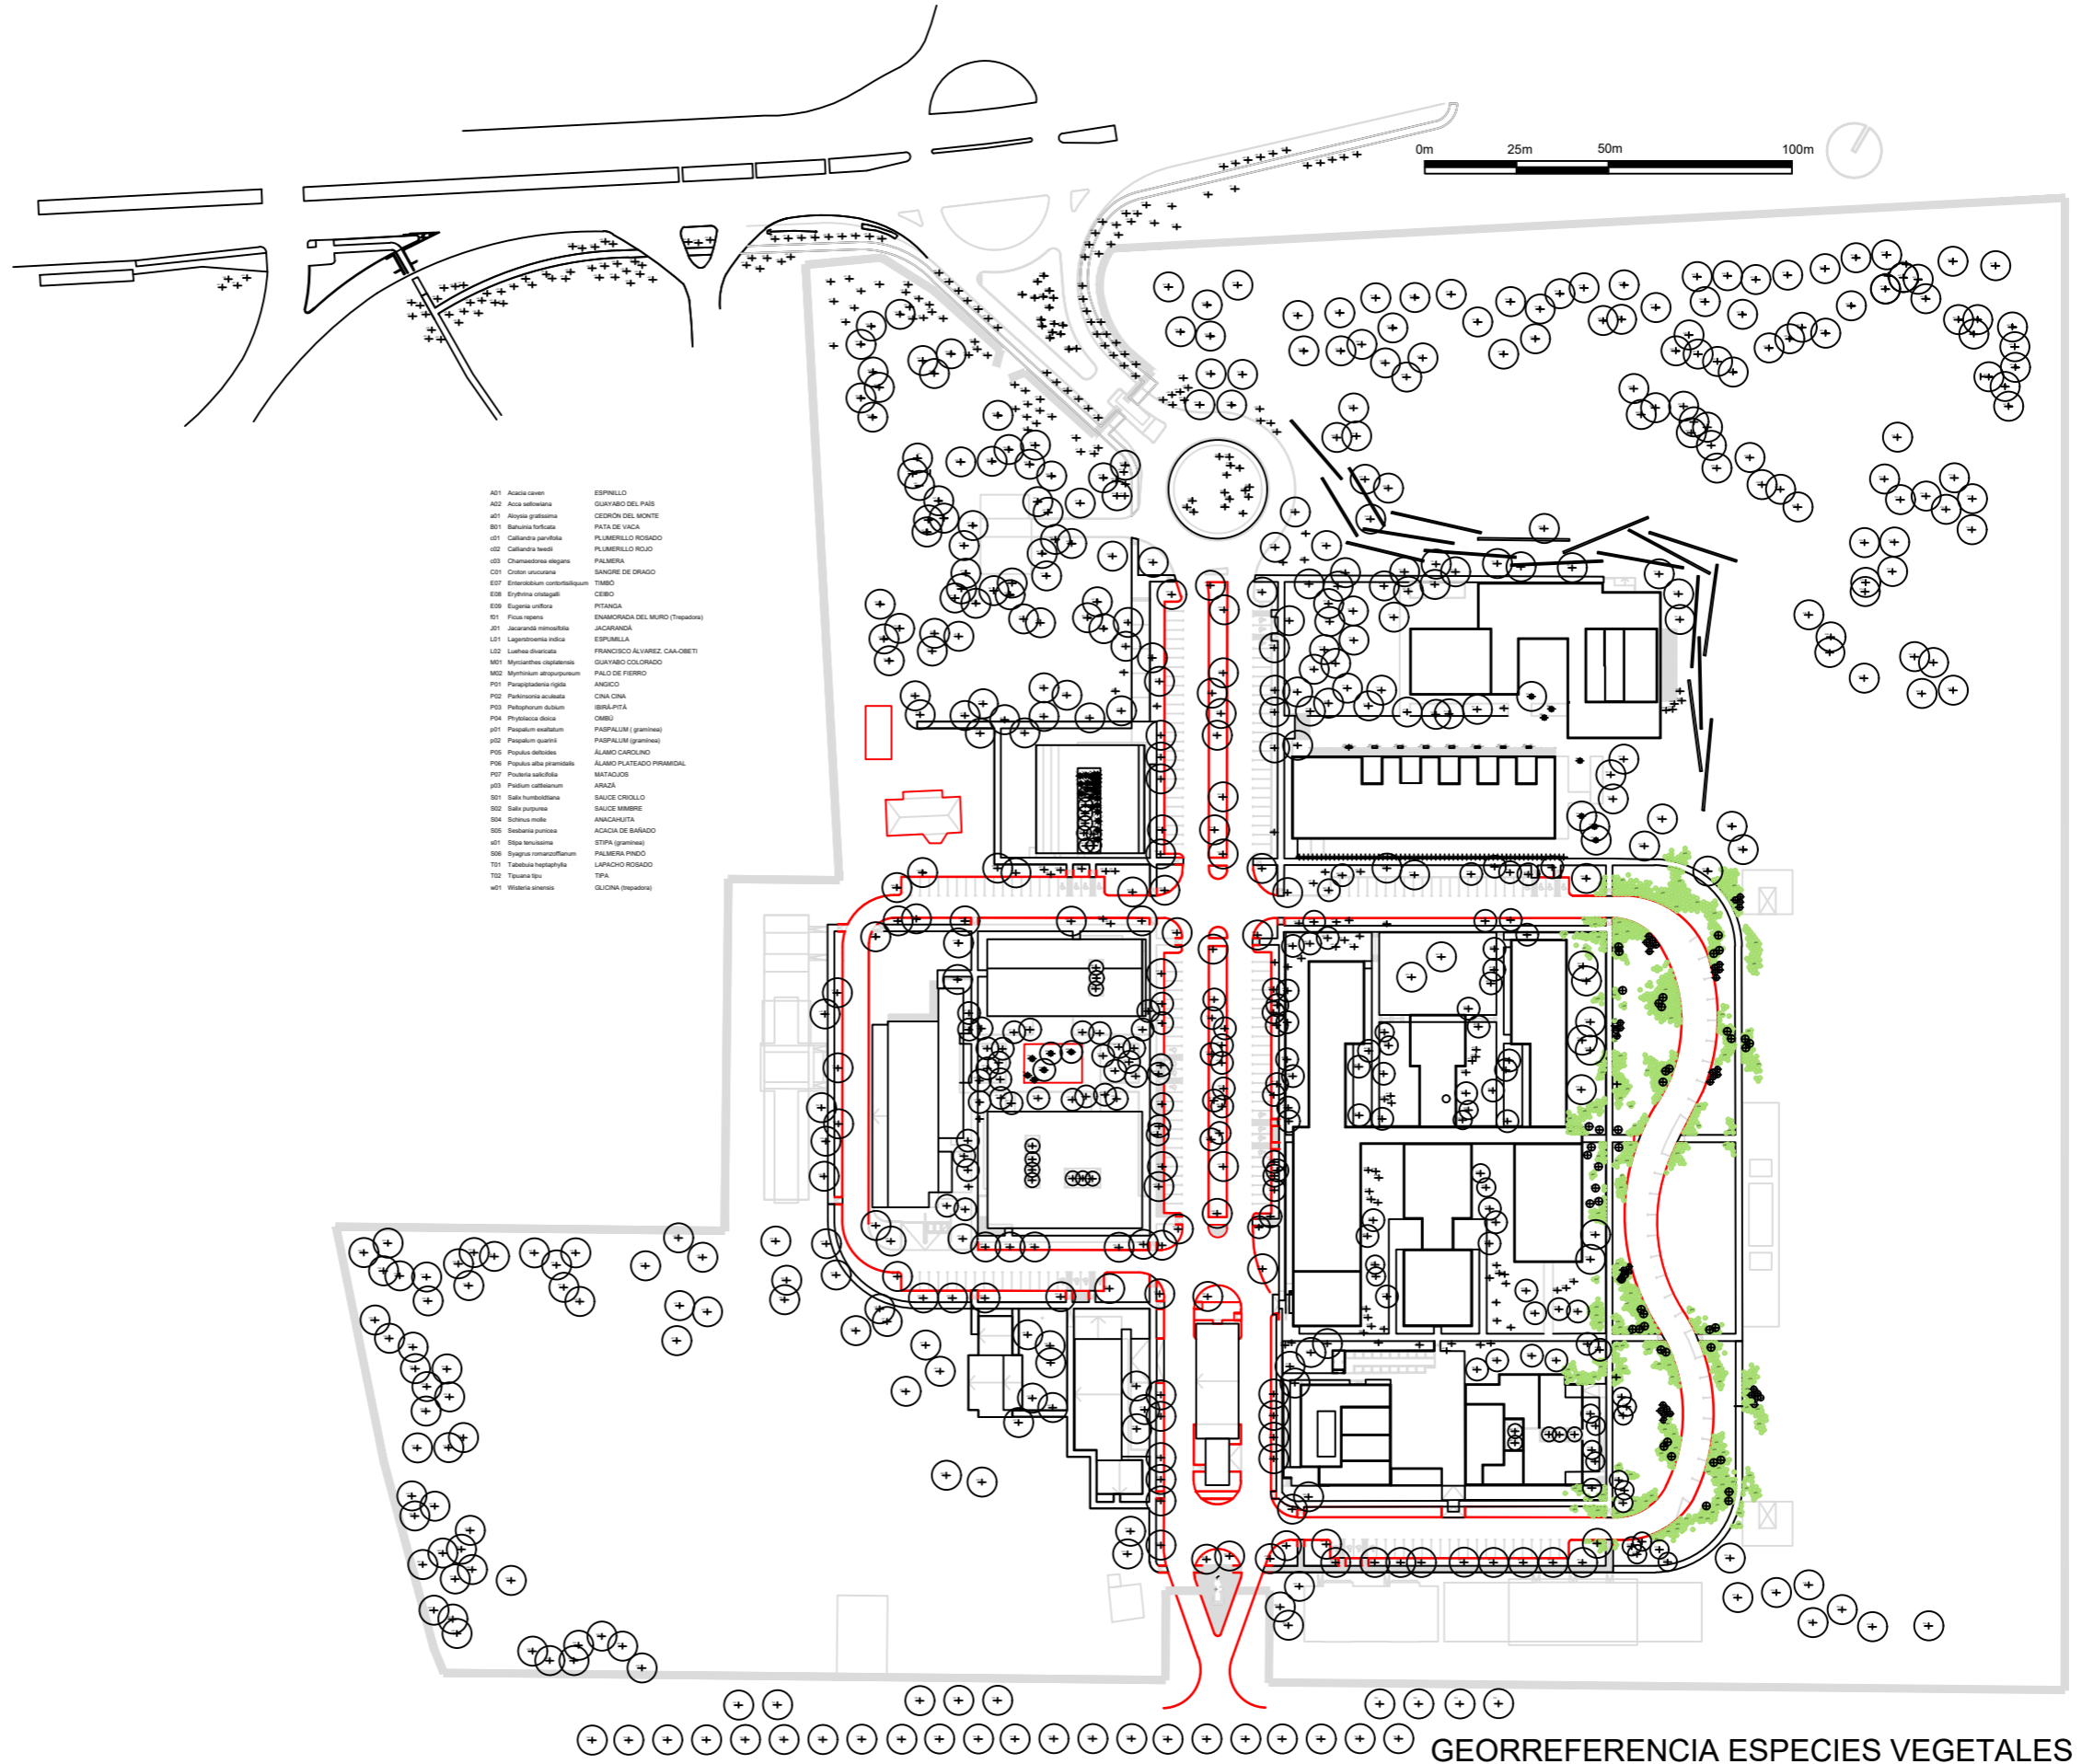 0m 25m 50m 100m
A01 Acacia caven ESPINILLO
A02 Acca sellowiana GUAYABO DEL PAÍS
a01 Aloysia gratissima CEDRÓN DEL MONTE
B01 Bahuinia forficata PATA DE VACA
c01 Calliandra parvifolia PLUMERILLO ROSADO
c02 Calliandra tweedii PLUMERILLO ROJO
c03 Chamaedorea elegans PALMERA
C01 Croton urucurana SANGRE DE DRAGO
E07 Enterolobium contortisiliquum TIMBÓ
E08 Erythrina cristagalli CEIBO
E09 Eugenia uniflora PITANGA
f01 Ficus repens ENAMORADA DEL MURO (Trepadora)
J01 Jacarandá mimosifolia JACARANDÁ
L01 Lagerstroemia indica ESPUMILLA
L02 Luehea divaricata FRANCISCO ÁLVAREZ. CAA-OBETI
M01 Myrcianthes cisplatensis GUAYABO COLORADO
M02 Myrrhinium atropurpureum PALO DE FIERRO
P01 Parapiptadenia rigida ANGICO
P02 Parkinsonia aculeata CINA CINA
P03 Peltophorum dubium IBIRÁ-PITÁ
P04 Phytolacca dioica OMBÚ
p01 Paspalum exaltatum PASPALUM ( gramínea)
p02 Paspalum quarinii PASPALUM (gramínea)
P05 Populus deltoides ÁLAMO CAROLINO
P06 Populus alba piramidalis ÁLAMO PLATEADO PIRAMIDAL
P07 Pouteria salicifolia MATAOJOS
p03 Psidium cattleianum ARAZÁ
S01 Salix humboldtiana SAUCE CRIOLLO
S02 Salix purpurea SAUCE MIMBRE
S04 Schinus molle ANACAHUITA
S05 Sesbania punicea ACACIA DE BAÑADO
s01 Stipa tenuissima STIPA (gramínea)
S06 Syagrus romanzoffianum PALMERA PINDÓ
T01 Tabebuia heptaphylla LAPACHO ROSADO
T02 Tipuana tipu TIPA
w01 Wisteria sinensis GLICINA (trepadora)
GEORREFERENCIA ESPECIES VEGETALES